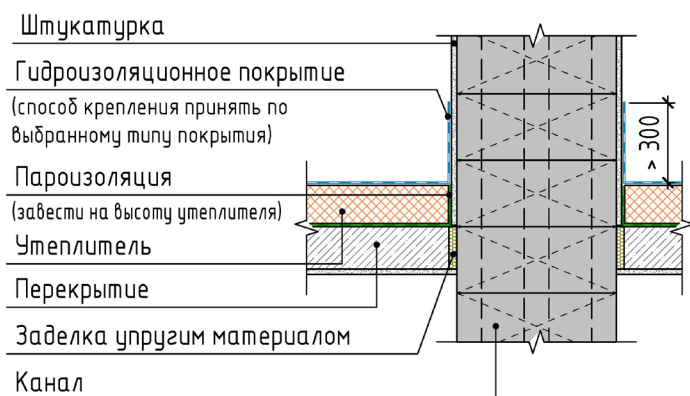 Штукатурка
Гидроизоляционное покрытие
(способ крепления принять по
выбранному типу покрытия)
Пароизоляция
(завести на высоту утеплителя)
Утеплитель
Перекрытие
Заделка упругим материалом
Канал
> 300